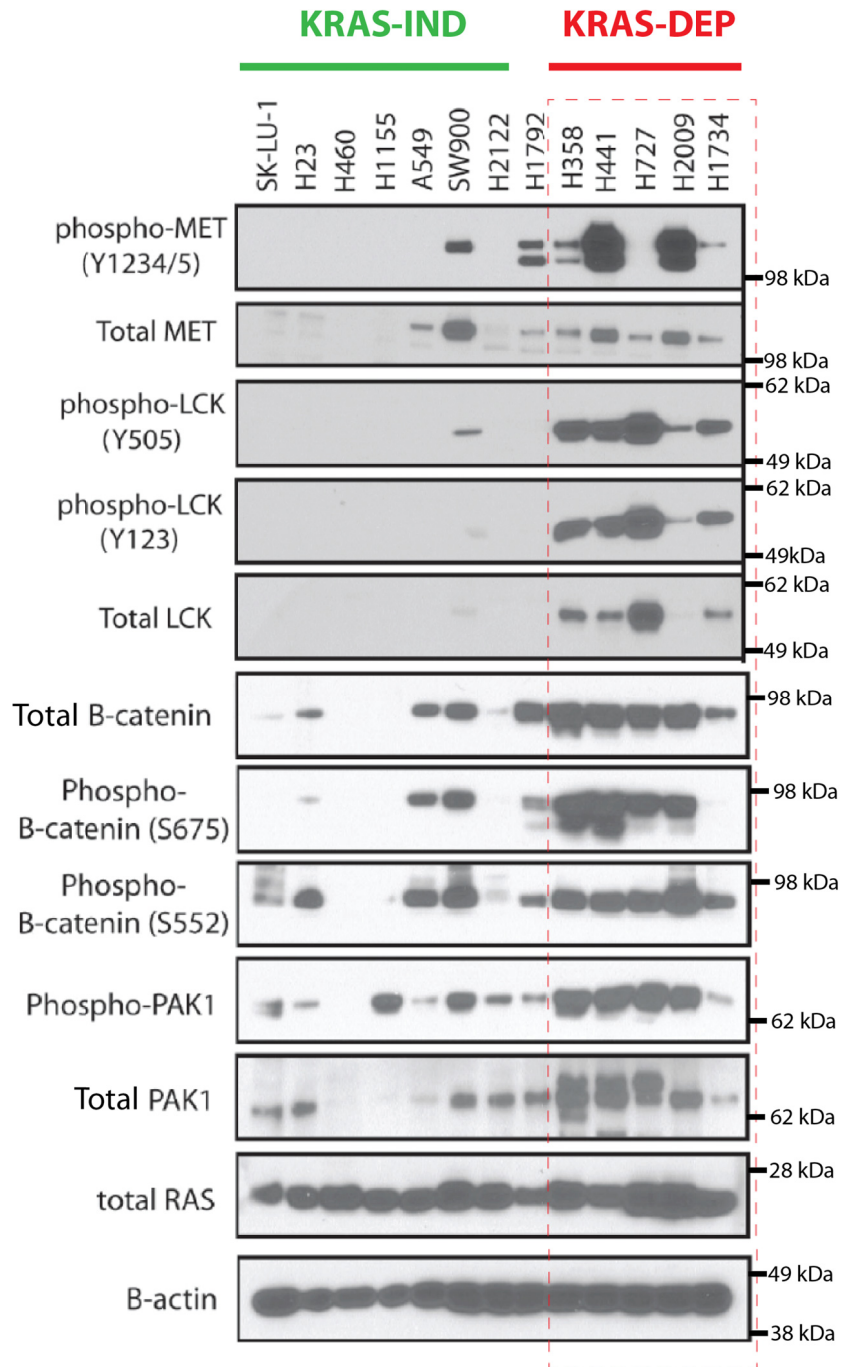 KRAS-IND KRAS-DEP
SK-LU-1 H23 H460 H1155 A549 SW900 H2122 H1792 H358 H441 H727 H2009 H1734
phospho-MET
(Y1234/5)
98 kDa
Total MET
98 kDa
62 kDa
phospho-LCK
(Y505)
49 kDa
62 kDa
phospho-LCK
(Y123)
49kDa
62 kDa
Total LCK
49 kDa
98 kDa
Total B-catenin
98 kDa
Phospho-
B-catenin (S675)
98 kDa
Phospho-
B-catenin (S552)
Phospho-PAK1
62 kDa
Total PAK1
62 kDa
28 kDa
total RAS
49 kDa
B-actin
38 kDa